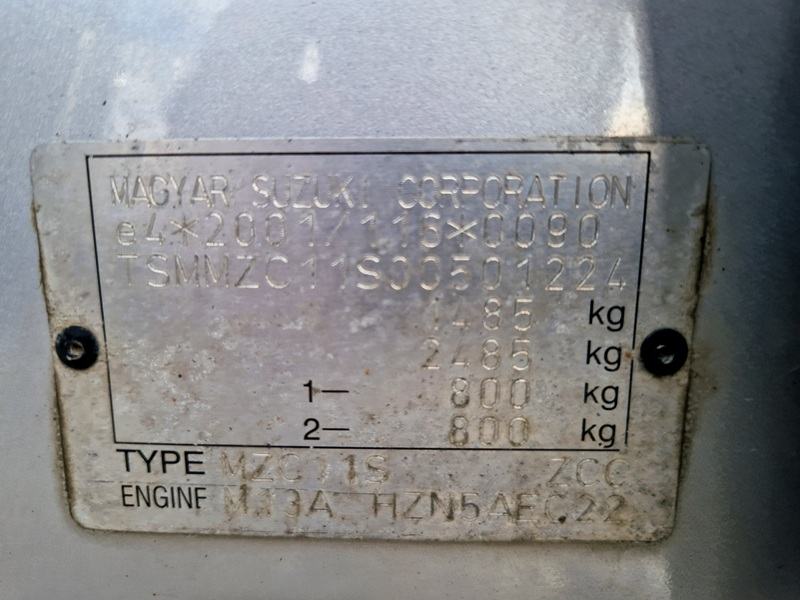 MAGYAR SUZUKI CORPORATION
e4*2001/116*0090
TSMMZC11S00501224
1485 kg
2485 kg
1— 800 kg
2— 800 kg
TYPE MZC11S ZCC
ENGINE M13A HZN5AEC22